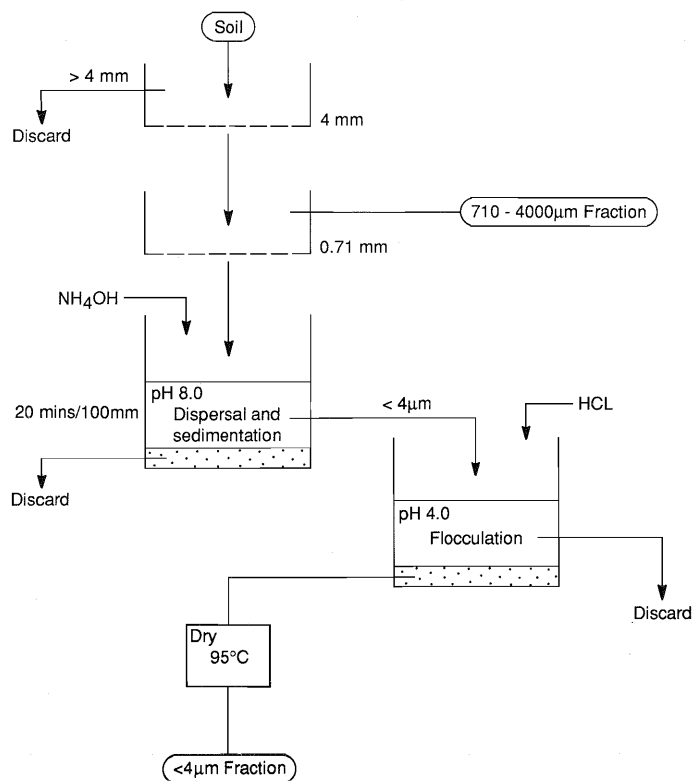 Soil
> 4 mm
Discard
4 mm
710 - 4000µm Fraction
0.71 mm
NH4OH
pH 8.0
20 mins/100mm
Dispersal and
sedimentation
< 4µm
HCL
Discard
pH 4.0
Flocculation
Discard
Dry
95°C
<4µm Fraction